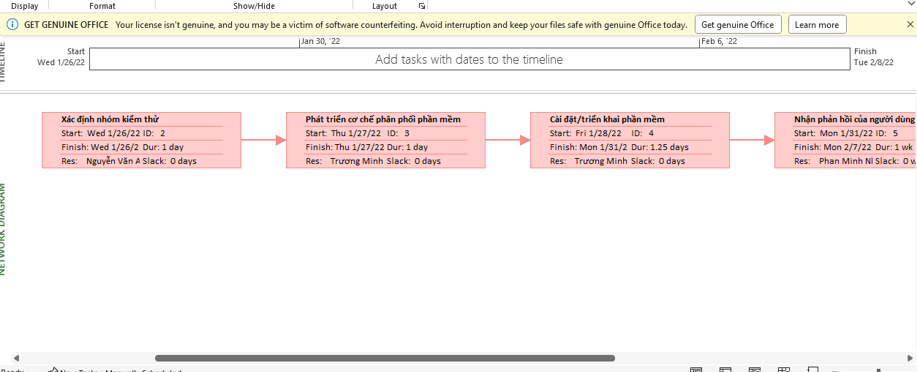 Display Format Show/Hide Layout
GET GENUINE OFFICE Your license isn't genuine, and you may be a victim of software counterfeiting. Avoid interruption and keep your files safe with genuine Office today. Get genuine Office Learn more
TIMELINE
Jan 30, '22 Feb 6, '22
Start
Wed 1/26/22
Add tasks with dates to the timeline
Finish
Tue 2/8/22
NETWORK DIAGRAM
Xác định nhóm kiểm thử
Start: Wed 1/26/22 ID: 2
Finish: Wed 1/26/2 Dur: 1 day
Res: Nguyễn Văn A Slack: 0 days
Phát triển cơ chế phân phối phần mềm
Start: Thu 1/27/22 ID: 3
Finish: Thu 1/27/22 Dur: 1 day
Res: Trương Minh Slack: 0 days
Cài đặt/triển khai phần mềm
Start: Fri 1/28/22 ID: 4
Finish: Mon 1/31/2 Dur: 1.25 days
Res: Trương Minh Slack: 0 days
Nhận phản hồi của người dùng
Start: Mon 1/31/22 ID: 5
Finish: Mon 2/7/22 Dur: 1 wk
Res: Phan Minh Nl Slack: 0 w